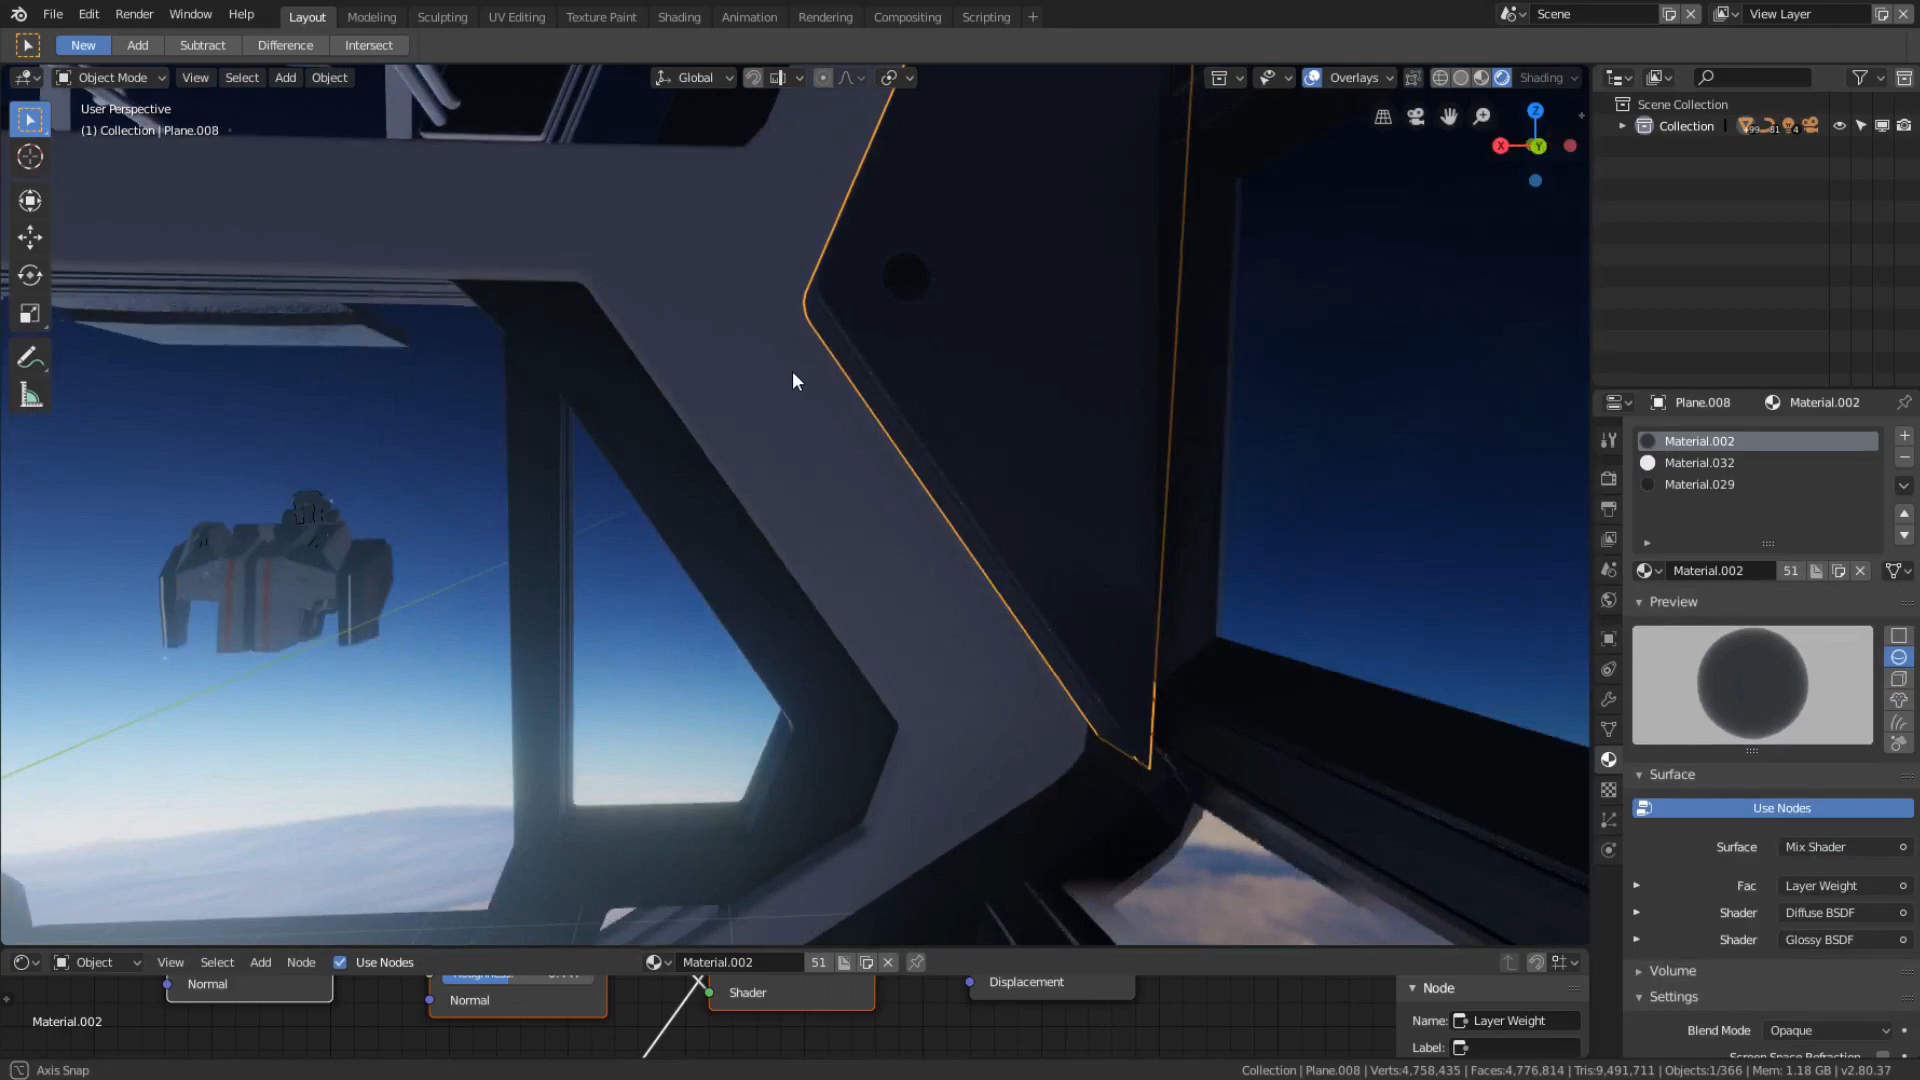 File Edit Render Window Help Layout Modeling Sculpting UV Editing Texture Paint Shading Animation Rendering Compositing Scripting + Scene View Layer
New Add Subtract Difference Intersect
Object Mode View Select Add Object Global Overlays Shading
User Perspective
(1) Collection | Plane.008
Z
X
Y
Scene Collection
Collection 81 4
Plane.008 Material.002
Material.002
Material.032
Material.029
Material.002 51
Preview
Surface
Use Nodes
Surface Mix Shader
Fac Layer Weight
Shader Diffuse BSDF
Shader Glossy BSDF
Volume
Settings
Blend Mode Opaque
Screen Space Refraction
Object View Select Add Node Use Nodes Material.002 51
Normal
Roughness:
Normal
Shader
Displacement
Material.002
Node
Name: Layer Weight
Label:
Axis Snap
Collection | Plane.008 | Verts:4,758,435 | Faces:4,776,814 | Tris:9,491,711 | Objects:1/366 | Mem: 1.18 GB | v2.80.37